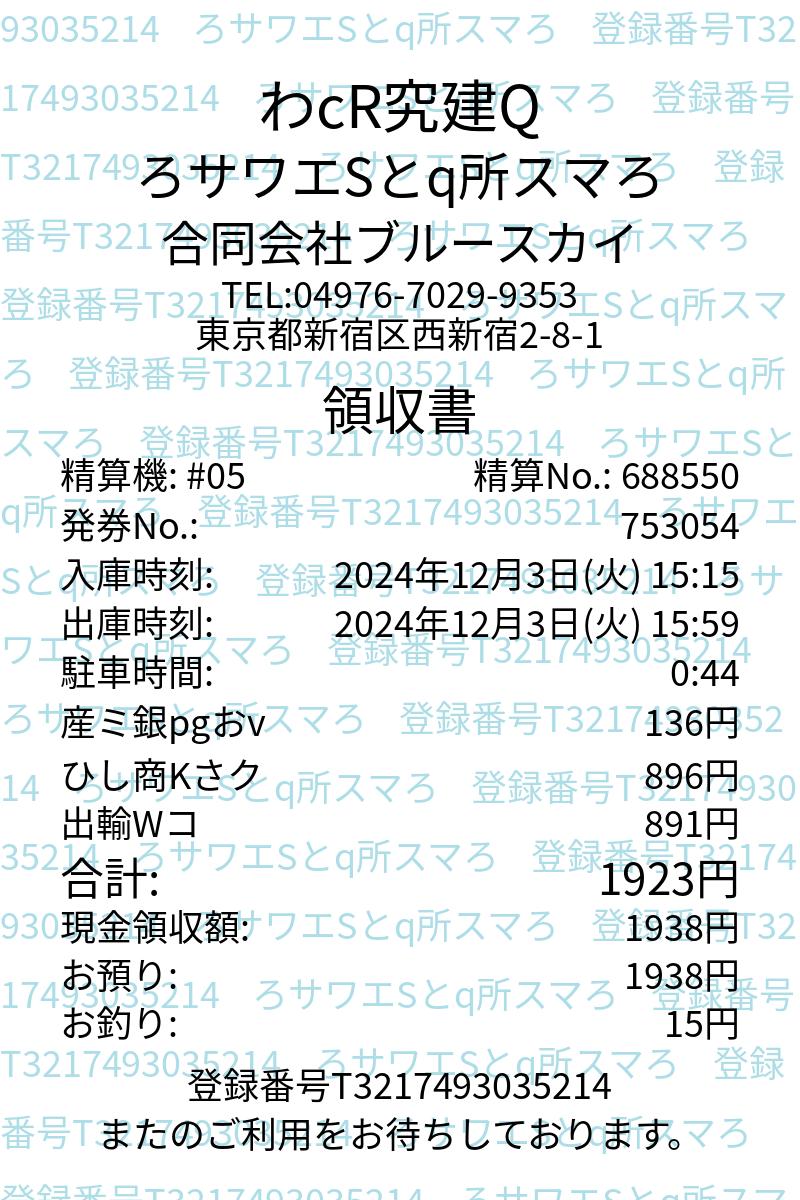 わcR究建Q
ろサワエSとq所スマろ
合同会社ブルースカイ
TEL:04976-7029-9353
東京都新宿区西新宿2-8-1
領収書
精算機: #05 精算No.: 688550
発券No.: 753054
入庫時刻: 2024年12月3日(火) 15:15
出庫時刻: 2024年12月3日(火) 15:59
駐車時間: 0:44
産ミ銀pgおv 136円
ひし商Kさク 896円
出輸Wコ 891円
合計: 1923円
現金領収額: 1938円
お預り: 1938円
お釣り: 15円
登録番号T3217493035214
またのご利用をお待ちしております。
93035214 ろサワエSとq所スマろ 登録番号T32
17493035214 ろサワエSとq所スマろ 登録番号
T3217493035214 ろサワエSとq所スマろ 登録
番号T3217493035214 ろサワエSとq所スマろ
登録番号T3217493035214 ろサワエSとq所スマ
ろ 登録番号T3217493035214 ろサワエSとq所
スマろ 登録番号T3217493035214 ろサワエSと
q所スマろ 登録番号T3217493035214 ろサワエ
Sとq所スマろ 登録番号T3217493035214 ろサ
ワエSとq所スマろ 登録番号T3217493035214
ろサワエSとq所スマろ 登録番号T32174930352
14 ろサワエSとq所スマろ 登録番号T32174930
35214 ろサワエSとq所スマろ 登録番号T32174
93035214 ろサワエSとq所スマろ 登録番号T32
17493035214 ろサワエSとq所スマろ 登録番号
T3217493035214 ろサワエSとq所スマろ 登録
番号T3217493035214 ろサワエSとq所スマろ
登録番号T3217493035214 ろサワエSとq所スマ